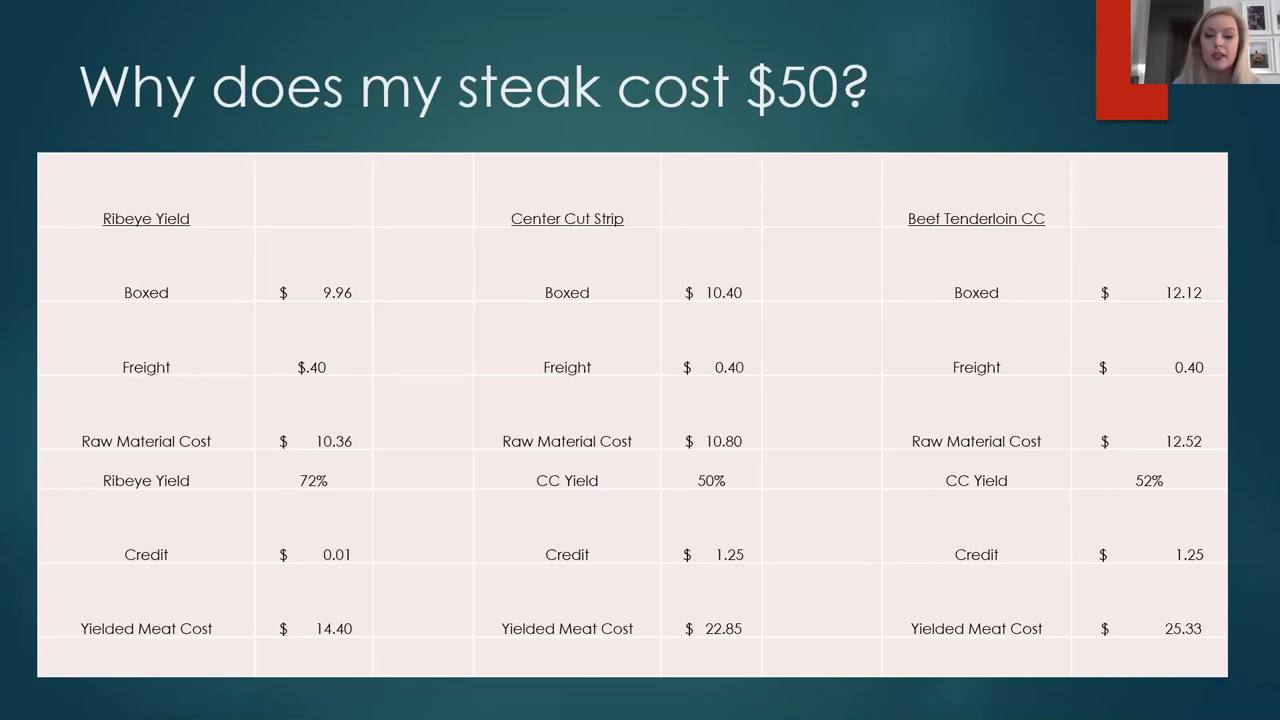 Why does my steak cost $50?
Ribeye Yield Center Cut Strip Beef Tenderloin CC
Boxed $ 9.96 Boxed $ 10.40 Boxed $ 12.12
Freight $.40 Freight $ 0.40 Freight $ 0.40
Raw Material Cost $ 10.36 Raw Material Cost $ 10.80 Raw Material Cost $ 12.52
Ribeye Yield 72% CC Yield 50% CC Yield 52%
Credit $ 0.01 Credit $ 1.25 Credit $ 1.25
Yielded Meat Cost $ 14.40 Yielded Meat Cost $ 22.85 Yielded Meat Cost $ 25.33